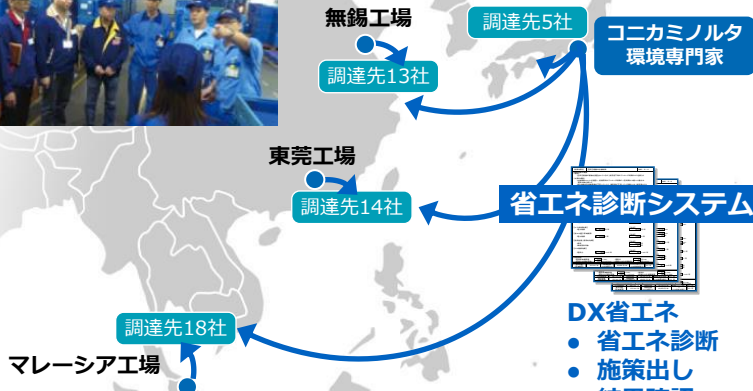 無錫工場
調達先5社
コニカミノルタ
環境専門家
調達先13社
東莞工場
調達先14社
省エネ診断システム
DX省エネ
● 省エネ診断
● 施策出し
調達先18社
マレーシア工場